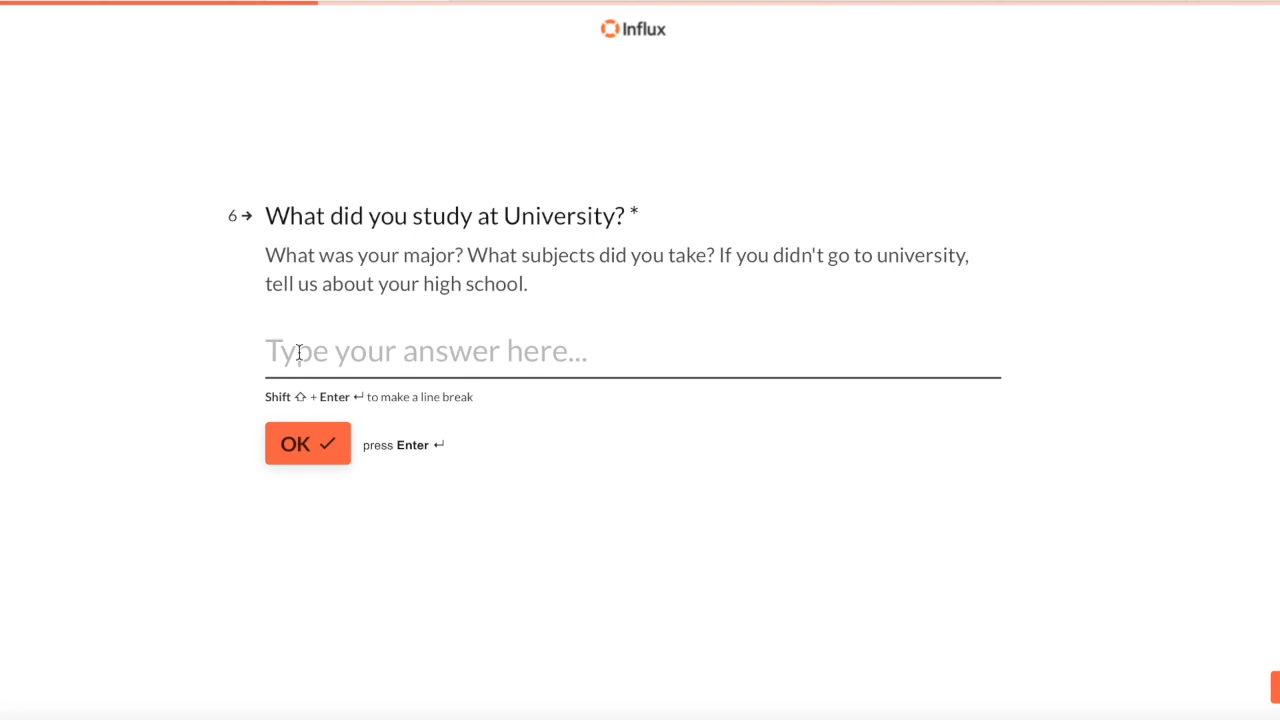 Influx
6 What did you study at University? *
What was your major? What subjects did you take? If you didn't go to university,
tell us about your high school.
Type your answer here...
Shift ⇧ + Enter ↵ to make a line break
OK ✓ press Enter ↵